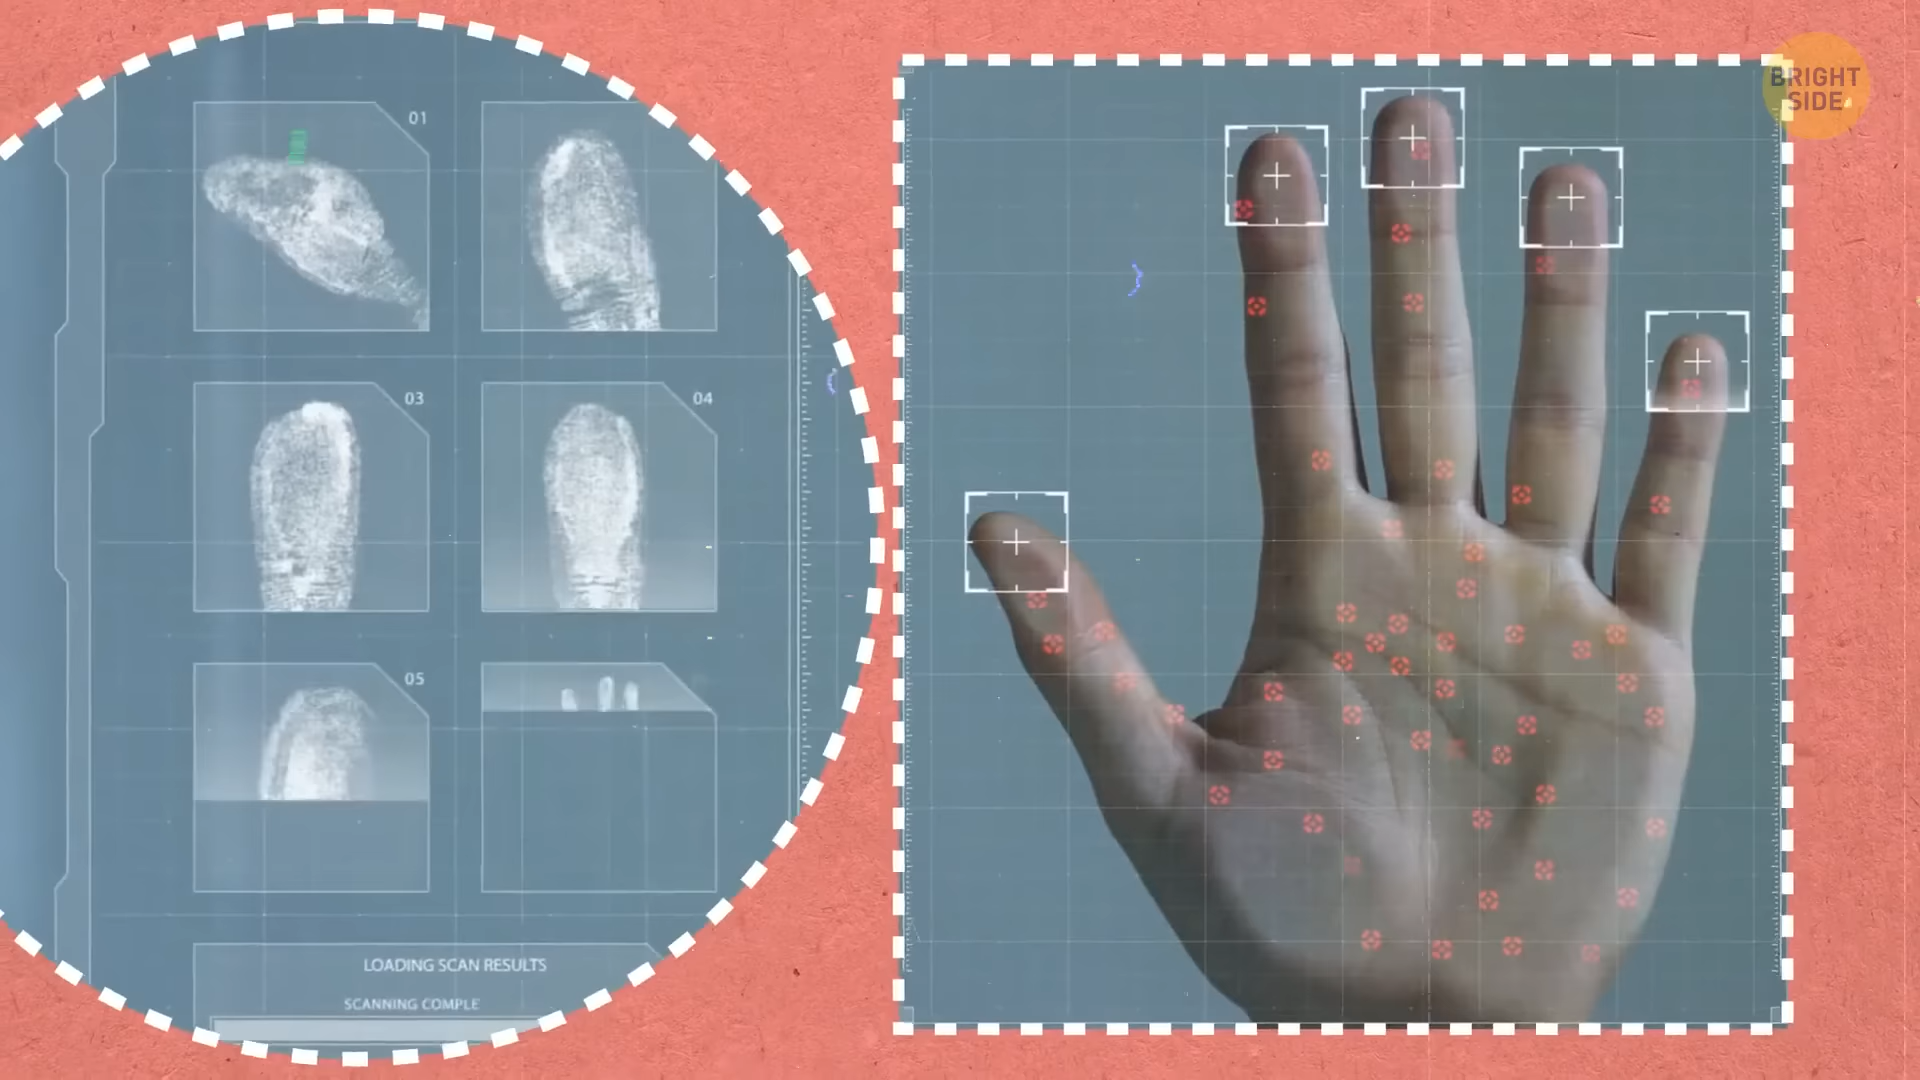 01
03
04
05
LOADING SCAN RESULTS
SCANNING COMPLE
BRIGHT
SIDE